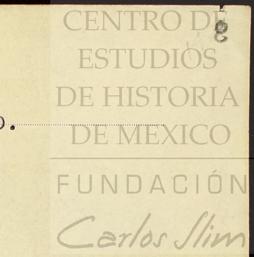 CENTRO DE
ESTUDIOS
DE HISTORIA
DE MEXICO
FUNDACIÓN
Carlos Slim